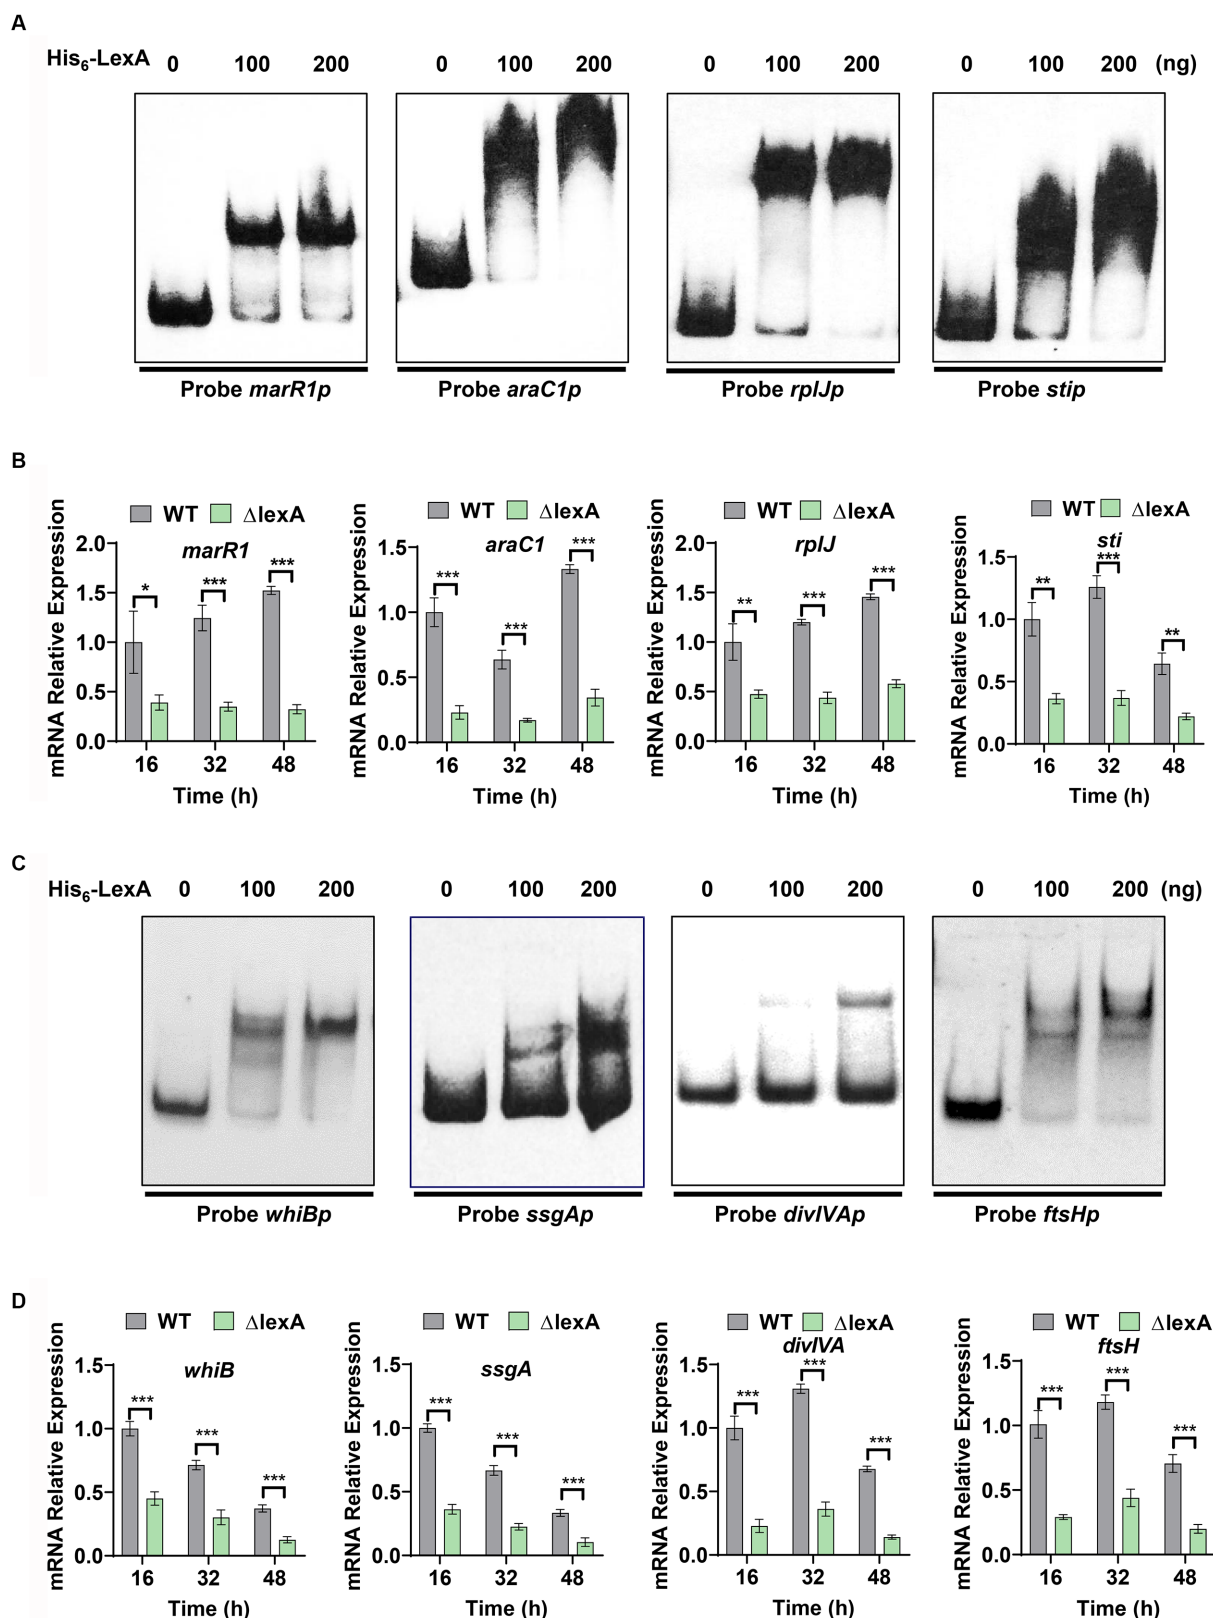 A
His6-LexA 0 100 200 0 100 200 0 100 200 0 100 200 (ng)
Probe marR1p Probe araC1p Probe rplJp Probe stip
B
WT ΔlexA WT ΔlexA WT ΔlexA WT ΔlexA
mRNA Relative Expression
marR1
2.0
1.5
1.0
0.5
0.0
* *** ***
16 32 48
Time (h)
mRNA Relative Expression
araC1
1.5
1.0
0.5
0.0
*** *** ***
16 32 48
Time (h)
mRNA Relative Expression
rplJ
2.0
1.5
1.0
0.5
0.0
** *** ***
16 32 48
Time (h)
mRNA Relative Expression
sti
1.5
1.0
0.5
0.0
** *** **
16 32 48
Time (h)
C
His6-LexA 0 100 200 0 100 200 0 100 200 0 100 200 (ng)
Probe whiBp Probe ssgAp Probe divIVAp Probe ftsHp
D
WT ΔlexA WT ΔlexA WT ΔlexA WT ΔlexA
mRNA Relative Expression
whiB
1.5
1.0
0.5
0.0
*** *** ***
16 32 48
Time (h)
mRNA Relative Expression
ssgA
1.5
1.0
0.5
0.0
*** *** ***
16 32 48
Time (h)
mRNA Relative Expression
divIVA
1.5
1.0
0.5
0.0
*** *** ***
16 32 48
Time (h)
mRNA Relative Expression
ftsH
1.5
1.0
0.5
0.0
*** *** ***
16 32 48
Time (h)